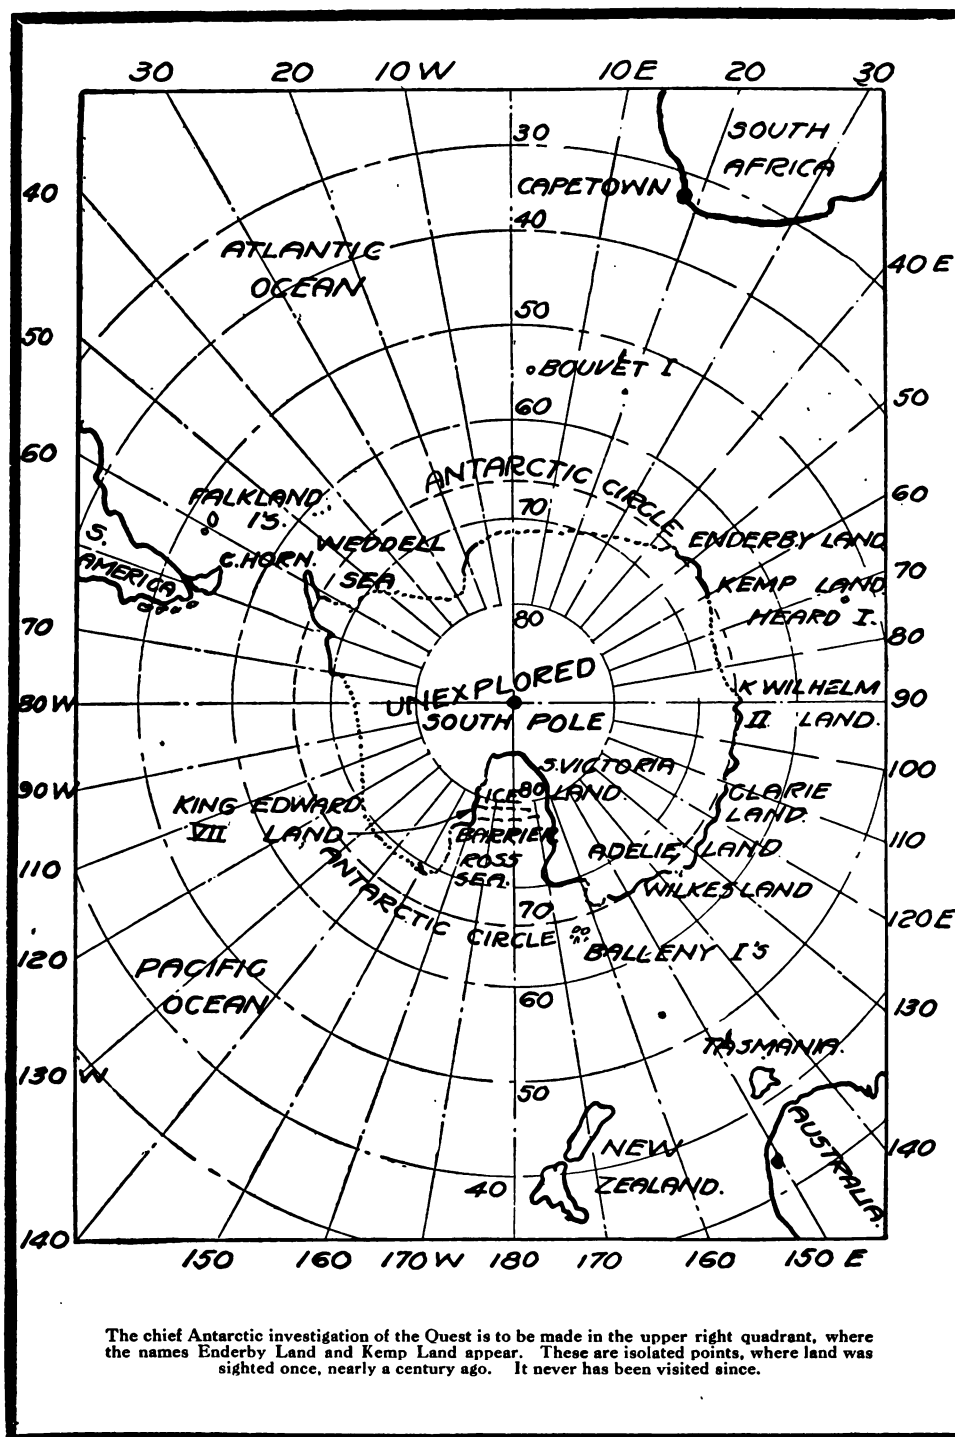 30 20 10 W 10 E 20 30
30
SOUTH
AFRICA
CAPETOWN
40
40
ATLANTIC
OCEAN
40 E
50
50
BOUVET I
50
60
60
ANTARCTIC CIRCLE
60
FALKLAND
I'S.
70
S.
AMERICA
C. HORN.
WEDDELL
SEA
ENDERBY LAND
KEMP LAND
70
HEARD I.
80
70
80
UNEXPLORED
SOUTH POLE
K WILHELM
II LAND.
80 W
90
S. VICTORIA
LAND.
100
90 W
KING EDWARD
VII LAND
ICE 80
BARRIER
ROSS
SEA.
CLARIE
LAND.
ADELIE LAND
110
110
WILKES LAND
ANTARCTIC CIRCLE
70
120 E
BALLENY I'S
120
PACIFIC
OCEAN
60
130
TASMANIA.
130 W
50
AUSTRALIA.
NEW
ZEALAND.
140
40
140
150 160 170 W 180 170 160 150 E
The chief Antarctic investigation of the Quest is to be made in the upper right quadrant, where
the names Enderby Land and Kemp Land appear. These are isolated points, where land was
sighted once, nearly a century ago. It never has been visited since.